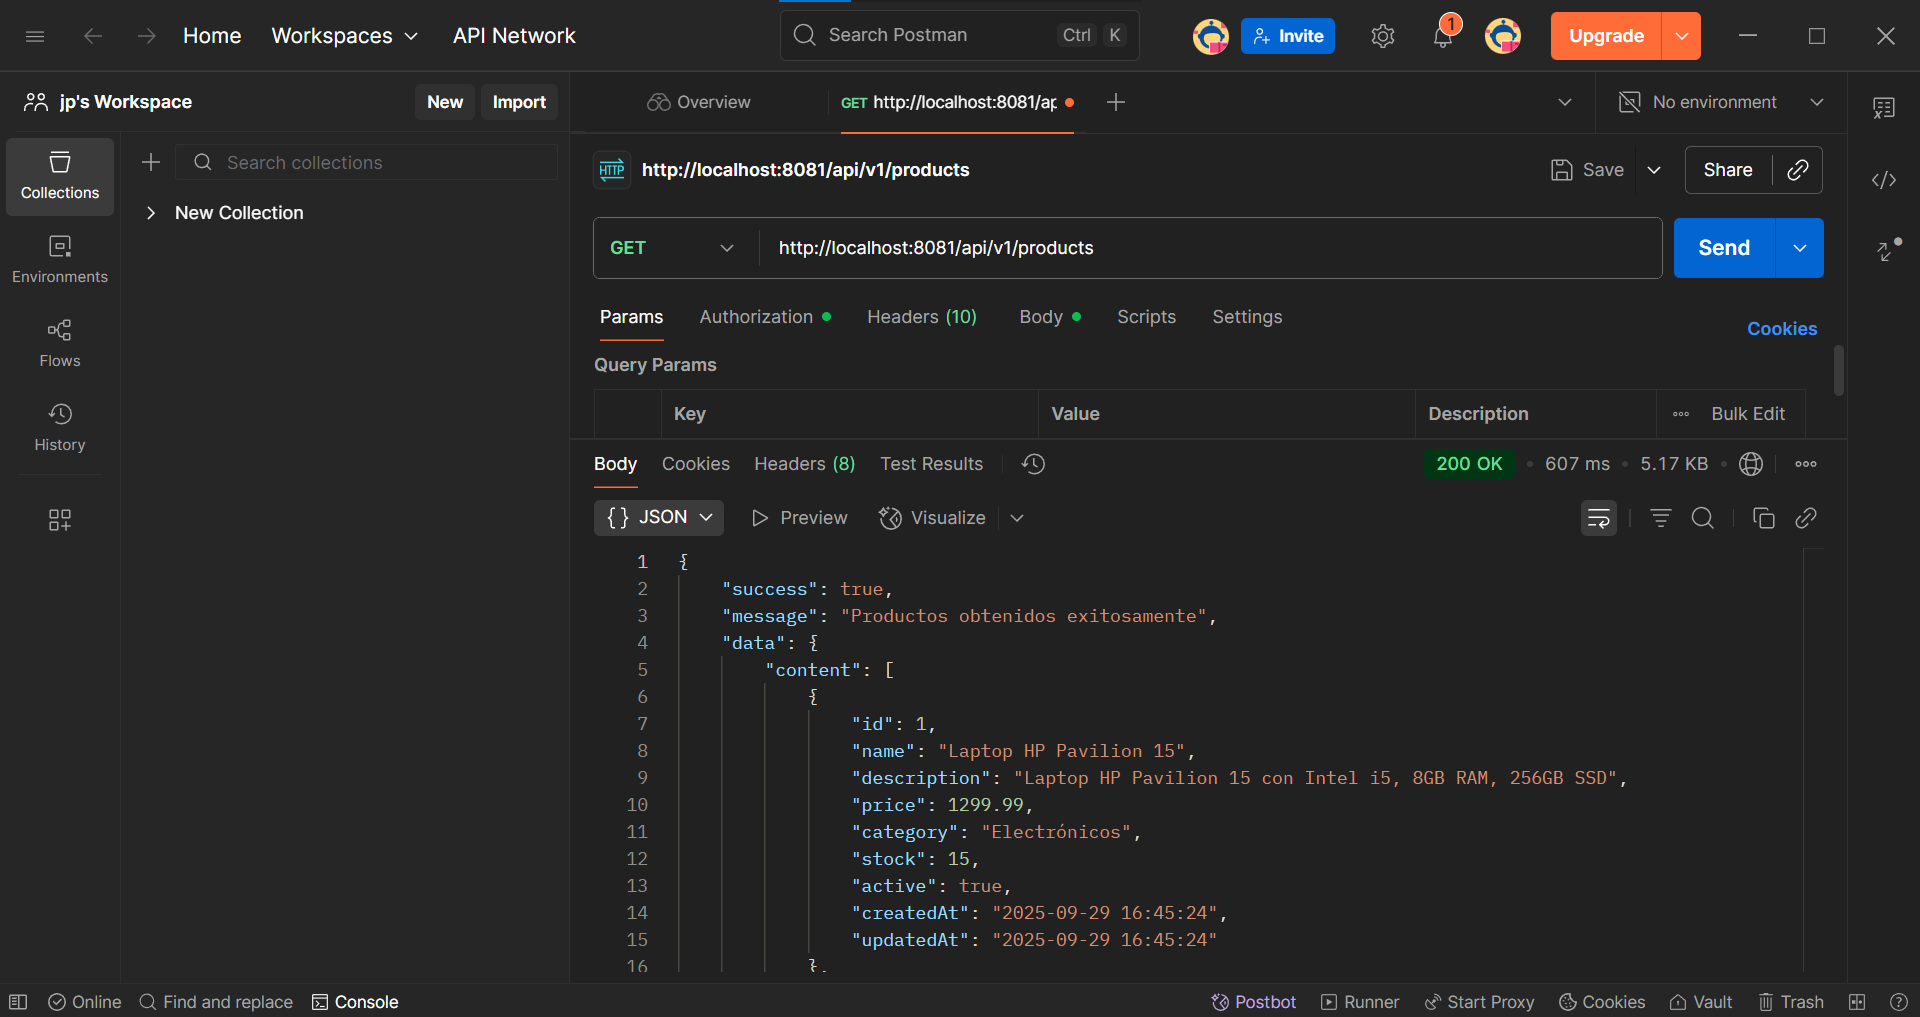 Home Workspaces API Network Search Postman Ctrl K Invite 1 Upgrade
jp's Workspace New Import Overview GET http://localhost:8081/ap No environment
Collections
Search collections
New Collection
Environments
Flows
History
HTTP http://localhost:8081/api/v1/products Save Share
GET http://localhost:8081/api/v1/products Send
Params Authorization Headers (10) Body Scripts Settings Cookies
Query Params
Key Value Description Bulk Edit
Body Cookies Headers (8) Test Results 200 OK 607 ms 5.17 KB
{} JSON Preview Visualize
1 {
2 "success": true,
3 "message": "Productos obtenidos exitosamente",
4 "data": {
5 "content": [
6 {
7 "id": 1,
8 "name": "Laptop HP Pavilion 15",
9 "description": "Laptop HP Pavilion 15 con Intel i5, 8GB RAM, 256GB SSD",
10 "price": 1299.99,
11 "category": "Electrónicos",
12 "stock": 15,
13 "active": true,
14 "createdAt": "2025-09-29 16:45:24",
15 "updatedAt": "2025-09-29 16:45:24"
16 },
Online Find and replace Console Postbot Runner Start Proxy Cookies Vault Trash